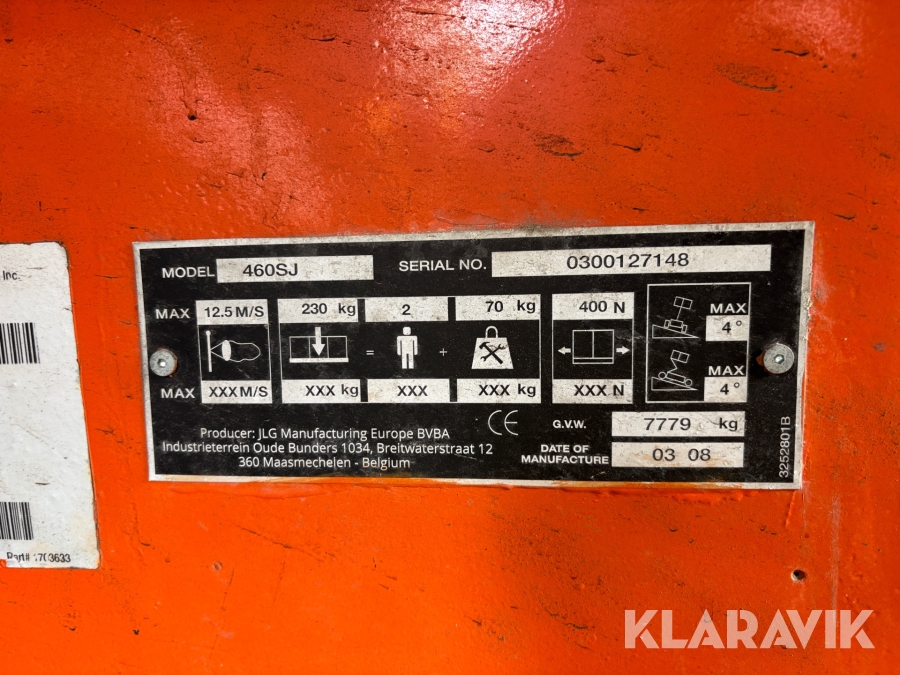 Inc.
Part# 1703633
MODEL 460SJ SERIAL NO. 0300127148
MAX 12.5 M/S 230 kg 2 70 kg 400 N MAX 4°
= +
MAX XXX M/S XXX kg XXX XXX kg XXX N MAX 4°
Producer: JLG Manufacturing Europe BVBA
Industrieterrein Oude Bunders 1034, Breitwaterstraat 12
360 Maasmechelen - Belgium
CE
G.V.W. 7779 kg
DATE OF MANUFACTURE 03 08
3252801B
KLARAVIK